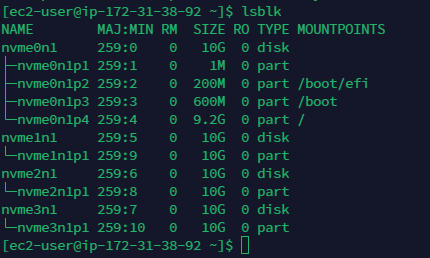 [ec2-user@ip-172-31-38-92 ~]$ lsblk
NAME        MAJ:MIN RM  SIZE RO TYPE MOUNTPOINTS
nvme0n1     259:0    0   10G  0 disk
├─nvme0n1p1 259:1    0    1M  0 part
├─nvme0n1p2 259:2    0  200M  0 part /boot/efi
├─nvme0n1p3 259:3    0  600M  0 part /boot
└─nvme0n1p4 259:4    0  9.2G  0 part /
nvme1n1     259:5    0   10G  0 disk
└─nvme1n1p1 259:9    0   10G  0 part
nvme2n1     259:6    0   10G  0 disk
└─nvme2n1p1 259:8    0   10G  0 part
nvme3n1     259:7    0   10G  0 disk
└─nvme3n1p1 259:10   0   10G  0 part
[ec2-user@ip-172-31-38-92 ~]$